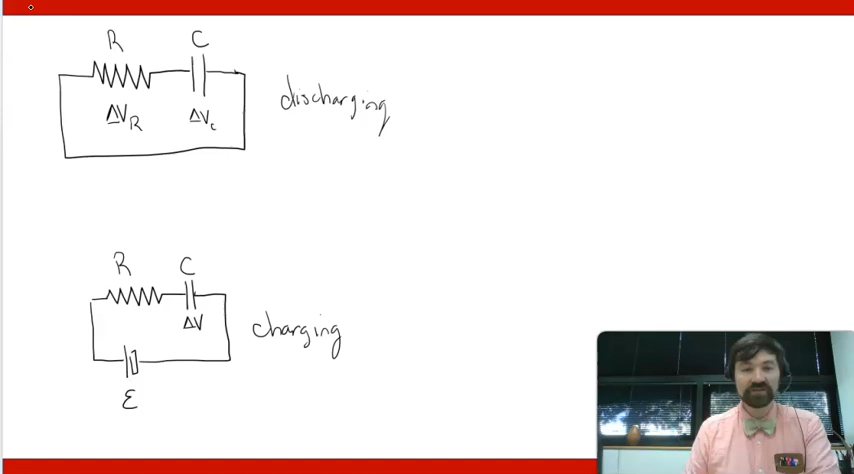 R C
ΔV_R ΔV_c
discharging
R C
ΔV
charging
ε